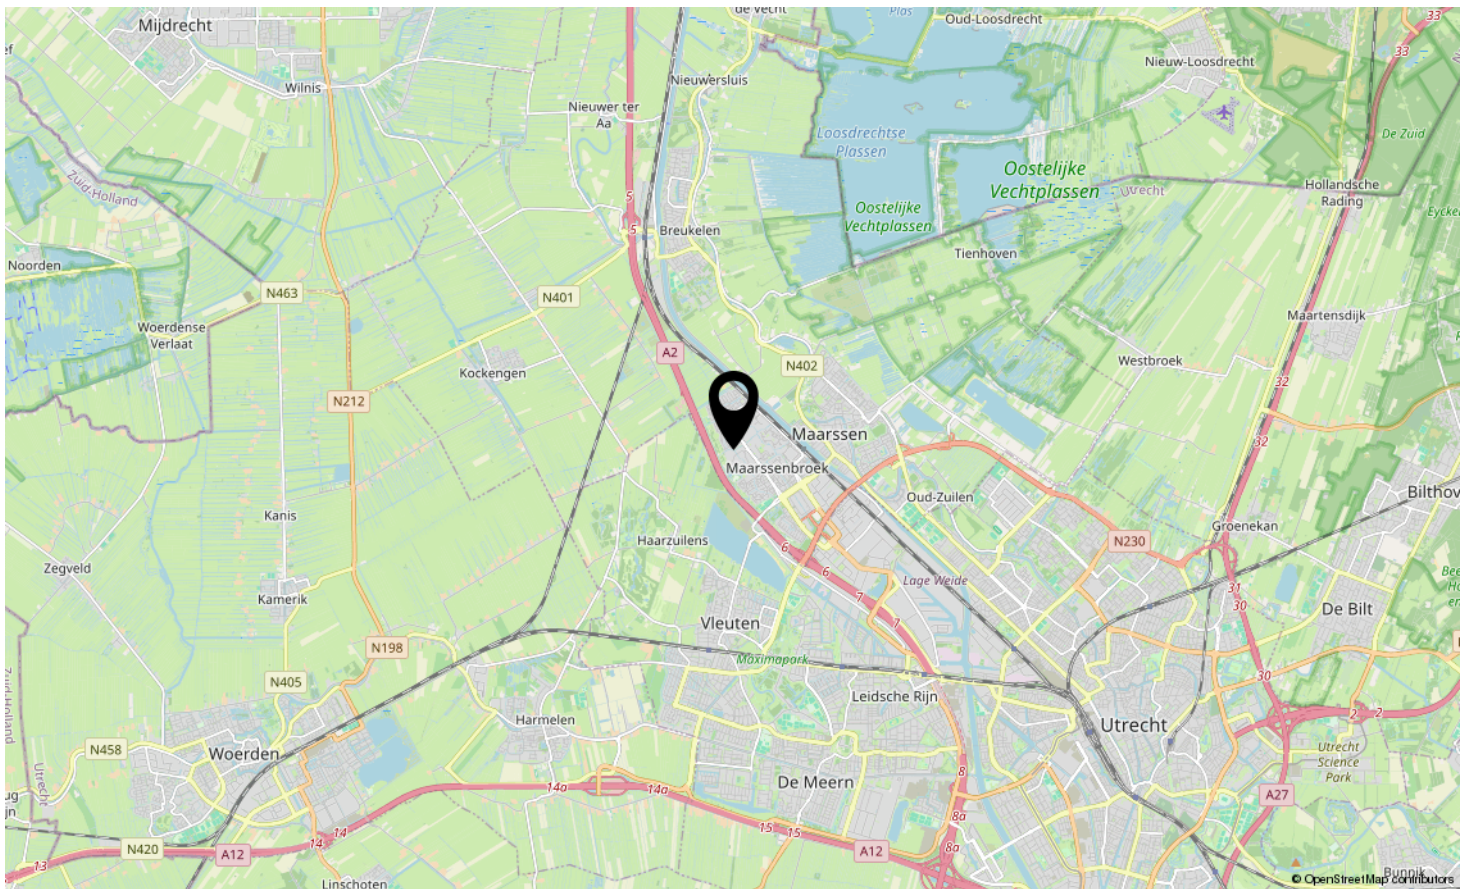 de Vecht
Plas
Oud-Loosdrecht
33
Mijdrecht
33
Nieuw-Loosdrecht
Nieuwersluis
Wilnis
Nieuwer ter
Aa
Loosdrechtse
Plassen
De Zuid
Oostelijke
Vechtplassen
Zuid-Holland
Utrecht
Hollandsche
Rading
5
Oostelijke
Vechtplassen
5
Breukelen
Tienhoven
Noorden
N463
N401
Maartensdijk
Woerdense
Verlaat
A2
Westbroek
N402
Kockengen
32
N212
Maarssen
32
Maarssenbroek
Oud-Zuilen
Kanis
Groenekan
Haarzuilens
N230
6
Zegveld
6
Lage Weide
31
7
Kamerik
30
De Bilt
7
Vleuten
N198
Maximapark
30
N405
Leidsche Rijn
Zuid-Holland
Harmelen
2
2
Utrecht
N458
Woerden
Utrecht
Science
Park
Utrecht
De Meern
8
14a
14a
A27
8a
15
15
14
14
N420
A12
A12
8a
13
Linschoten
Bunnik
© OpenStreetMap contributors